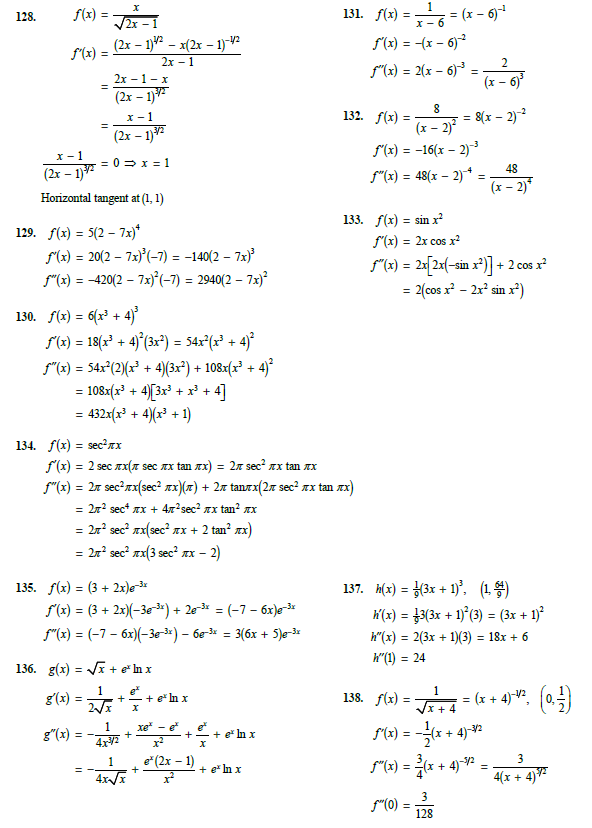 128. f(x) = x/√(2x − 1)
f′(x) = ((2x − 1)^(1/2) − x(2x − 1)^(−1/2))/(2x − 1)
= (2x − 1 − x)/(2x − 1)^(3/2)
= (x − 1)/(2x − 1)^(3/2)
(x − 1)/(2x − 1)^(3/2) = 0 ⇒ x = 1
Horizontal tangent at (1, 1)
129. f(x) = 5(2 − 7x)^4
f′(x) = 20(2 − 7x)^3(−7) = −140(2 − 7x)^3
f″(x) = −420(2 − 7x)^2(−7) = 2940(2 − 7x)^2
130. f(x) = 6(x^3 + 4)^3
f′(x) = 18(x^3 + 4)^2(3x^2) = 54x^2(x^3 + 4)^2
f″(x) = 54x^2(2)(x^3 + 4)(3x^2) + 108x(x^3 + 4)^2
= 108x(x^3 + 4)[3x^3 + x^3 + 4]
= 432x(x^3 + 4)(x^3 + 1)
131. f(x) = 1/(x − 6) = (x − 6)^−1
f′(x) = −(x − 6)^−2
f″(x) = 2(x − 6)^−3 = 2/(x − 6)^3
132. f(x) = 8/(x − 2)^2 = 8(x − 2)^−2
f′(x) = −16(x − 2)^−3
f″(x) = 48(x − 2)^−4 = 48/(x − 2)^4
133. f(x) = sin x^2
f′(x) = 2x cos x^2
f″(x) = 2x[2x(−sin x^2)] + 2 cos x^2
= 2(cos x^2 − 2x^2 sin x^2)
134. f(x) = sec^2 πx
f′(x) = 2 sec πx(π sec πx tan πx) = 2π sec^2 πx tan πx
f″(x) = 2π sec^2 πx(sec^2 πx)(π) + 2π tan πx(2π sec^2 πx tan πx)
= 2π^2 sec^4 πx + 4π^2 sec^2 πx tan^2 πx
= 2π^2 sec^2 πx(sec^2 πx + 2 tan^2 πx)
= 2π^2 sec^2 πx(3 sec^2 πx − 2)
135. f(x) = (3 + 2x)e^(−3x)
f′(x) = (3 + 2x)(−3e^(−3x)) + 2e^(−3x) = (−7 − 6x)e^(−3x)
f″(x) = (−7 − 6x)(−3e^(−3x)) − 6e^(−3x) = 3(6x + 5)e^(−3x)
136. g(x) = √x + e^x ln x
g′(x) = 1/(2√x) + e^x/x + e^x ln x
g″(x) = −1/(4x^(3/2)) + (xe^x − e^x)/x^2 + e^x/x + e^x ln x
= −1/(4x√x) + e^x(2x − 1)/x^2 + e^x ln x
137. h(x) = 1/9(3x + 1)^3, (1, 64/9)
h′(x) = 1/9 3(3x + 1)^2(3) = (3x + 1)^2
h″(x) = 2(3x + 1)(3) = 18x + 6
h″(1) = 24
138. f(x) = 1/√(x + 4) = (x + 4)^(−1/2), (0, 1/2)
f′(x) = −1/2(x + 4)^(−3/2)
f″(x) = 3/4(x + 4)^(−5/2) = 3/(4(x + 4)^(5/2))
f″(0) = 3/128